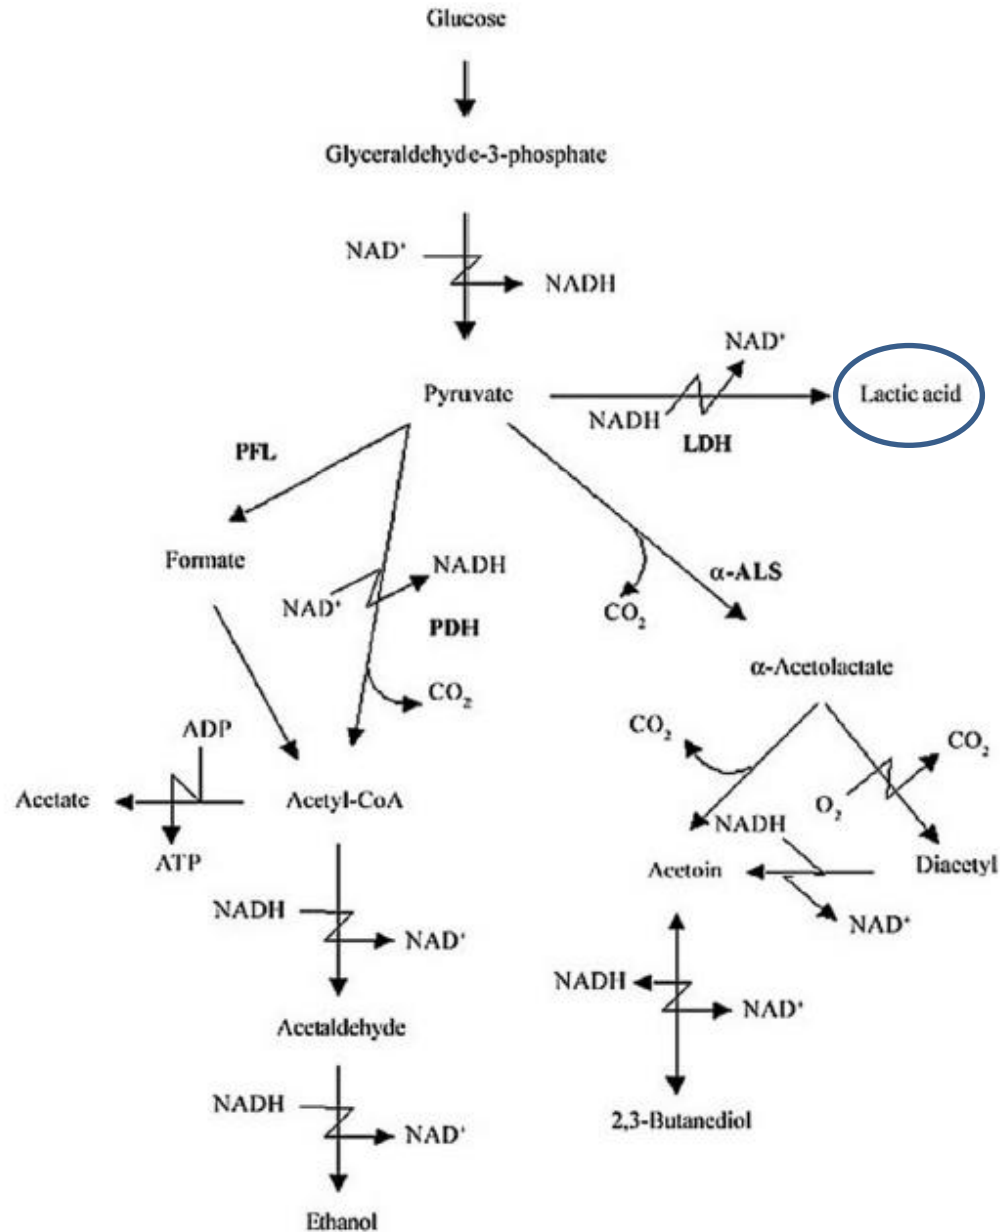 Glucose
Glyceraldehyde-3-phosphate
NAD⁺
NADH
NAD⁺
Pyruvate
Lactic acid
NADH
LDH
PFL
Formate
NADH
NAD⁺
PDH
α-ALS
CO₂
CO₂
α-Acetolactate
ADP
CO₂
CO₂
Acetate
Acetyl-CoA
O₂
NADH
ATP
Acetoin
Diacetyl
NADH
NAD⁺
NAD⁺
NADH
NAD⁺
Acetaldehyde
NADH
NAD⁺
2,3-Butanediol
Ethanol